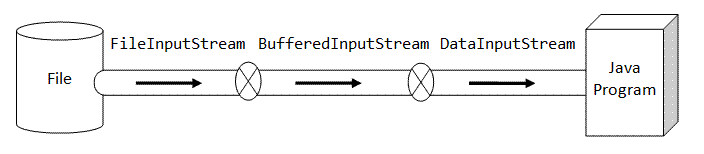 FileInputStream BufferedInputStream DataInputStream
File
Java
Program